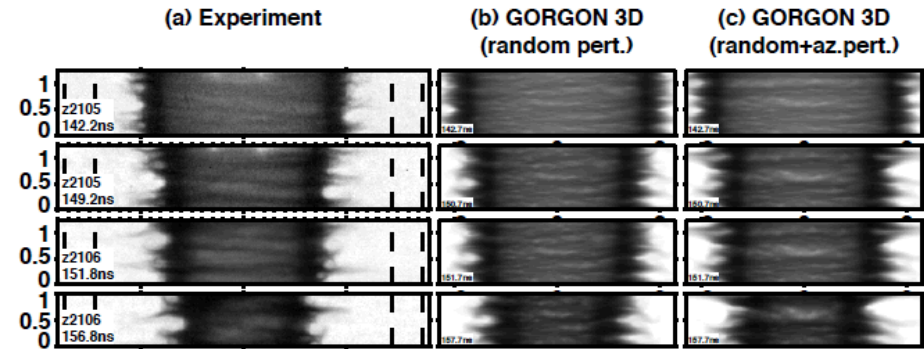 (a) Experiment
(b) GORGON 3D
(random pert.)
(c) GORGON 3D
(random+az.pert.)
1
0.5
0
z2105
142.2ns
142.7ns
142.7ns
1
0.5
0
z2105
149.2ns
150.7ns
150.7ns
1
0.5
0
z2106
151.8ns
151.7ns
151.7ns
1
0.5
0
z2106
156.8ns
157.7ns
157.7ns